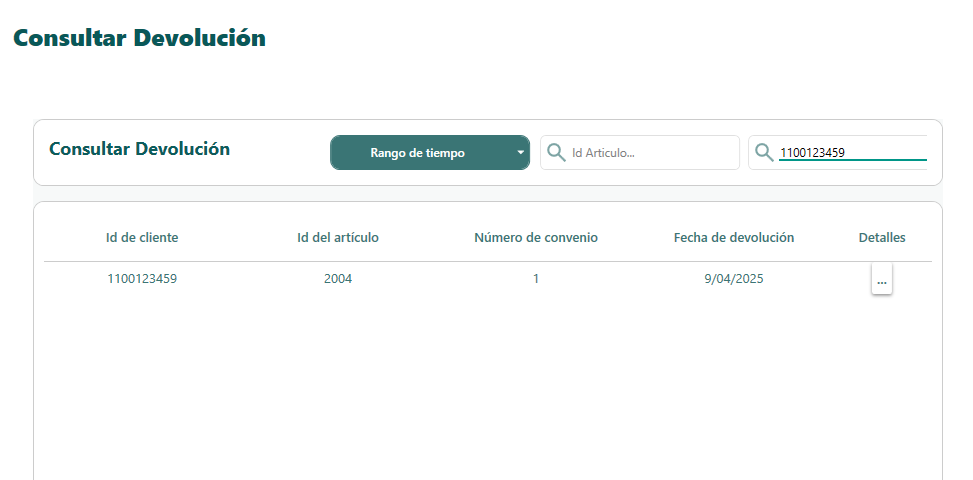 Consultar Devolución
Consultar Devolución
Rango de tiempo
Id Articulo...
1100123459
Id de cliente Id del artículo Número de convenio Fecha de devolución Detalles
1100123459 2004 1 9/04/2025 ...